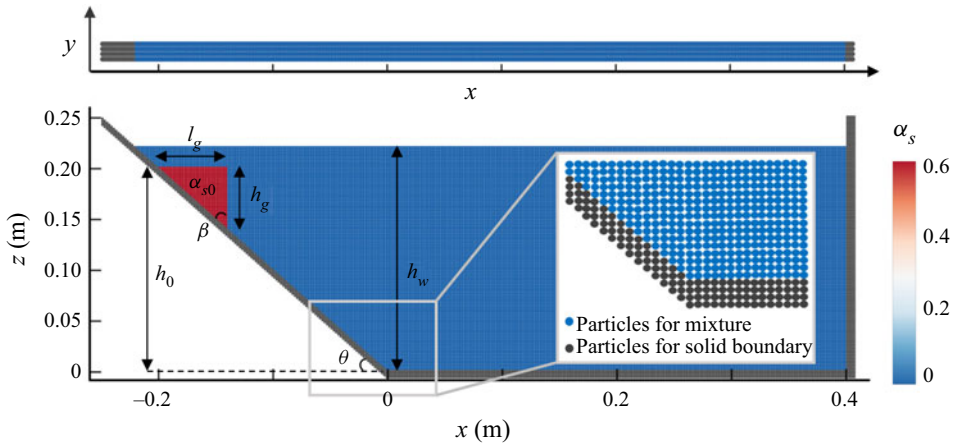 y
x
0.25
0.20
0.15
0.10
0.05
0
z (m)
l_g
α_s0
h_g
β
h_0
h_w
θ
Particles for mixture
Particles for solid boundary
–0.2
0
0.2
0.4
x (m)
α_s
0.6
0.4
0.2
0